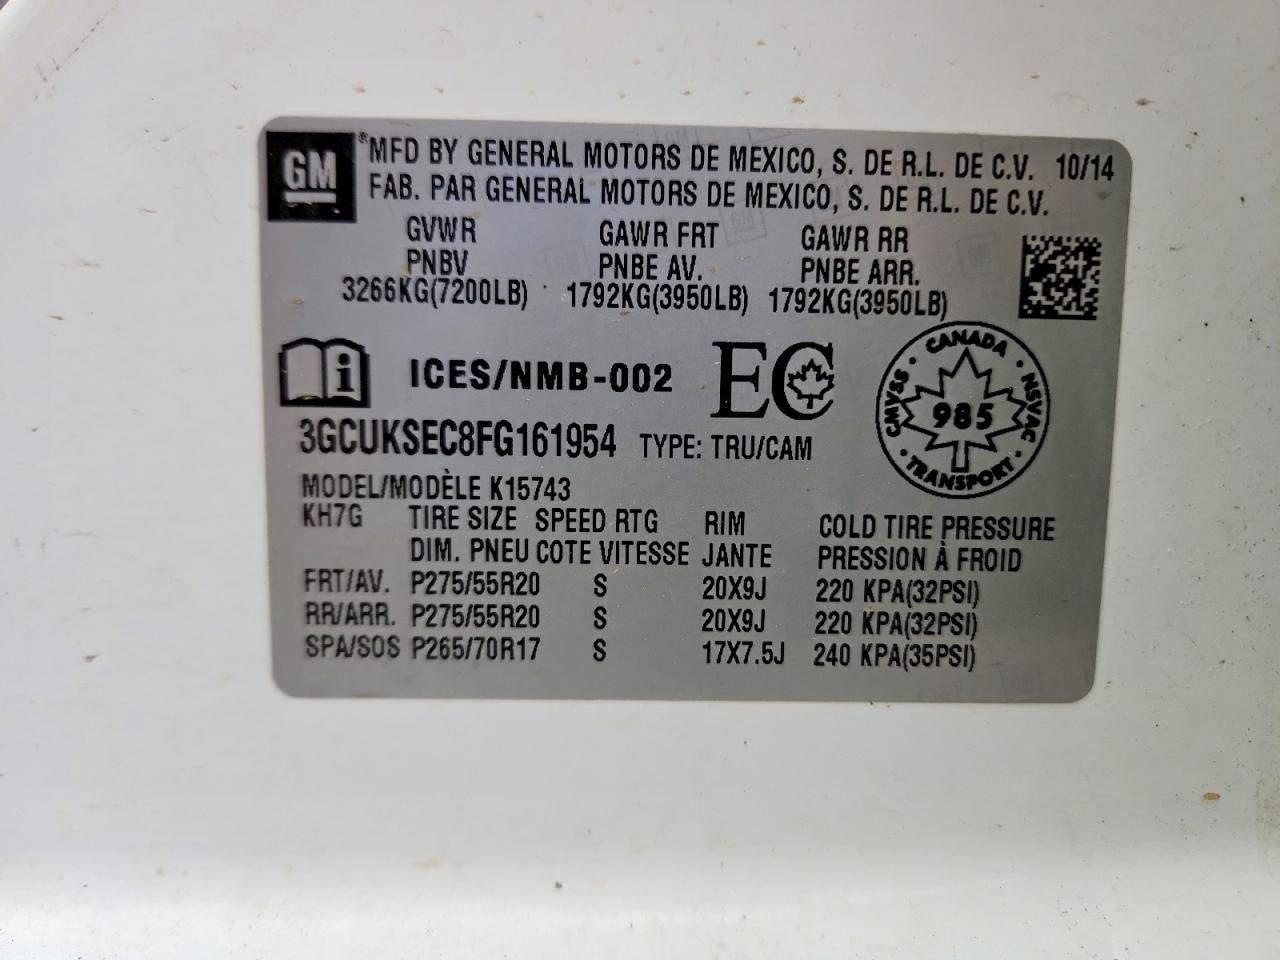 GM
®MFD BY GENERAL MOTORS DE MEXICO, S. DE R.L. DE C.V. 10/14
FAB. PAR GENERAL MOTORS DE MEXICO, S. DE R.L. DE C.V.
GVWR GAWR FRT GAWR RR
PNBV PNBE AV. PNBE ARR.
3266KG(7200LB) 1792KG(3950LB) 1792KG(3950LB)
i ICES/NMB-002 EC
CANADA
CMVSS • 985 • NSVAC
• TRANSPORT •
3GCUKSEC8FG161954 TYPE: TRU/CAM
MODEL/MODÈLE K15743
KH7G TIRE SIZE SPEED RTG RIM COLD TIRE PRESSURE
DIM. PNEU COTE VITESSE JANTE PRESSION À FROID
FRT/AV. P275/55R20 S 20X9J 220 KPA(32PSI)
RR/ARR. P275/55R20 S 20X9J 220 KPA(32PSI)
SPA/SOS P265/70R17 S 17X7.5J 240 KPA(35PSI)